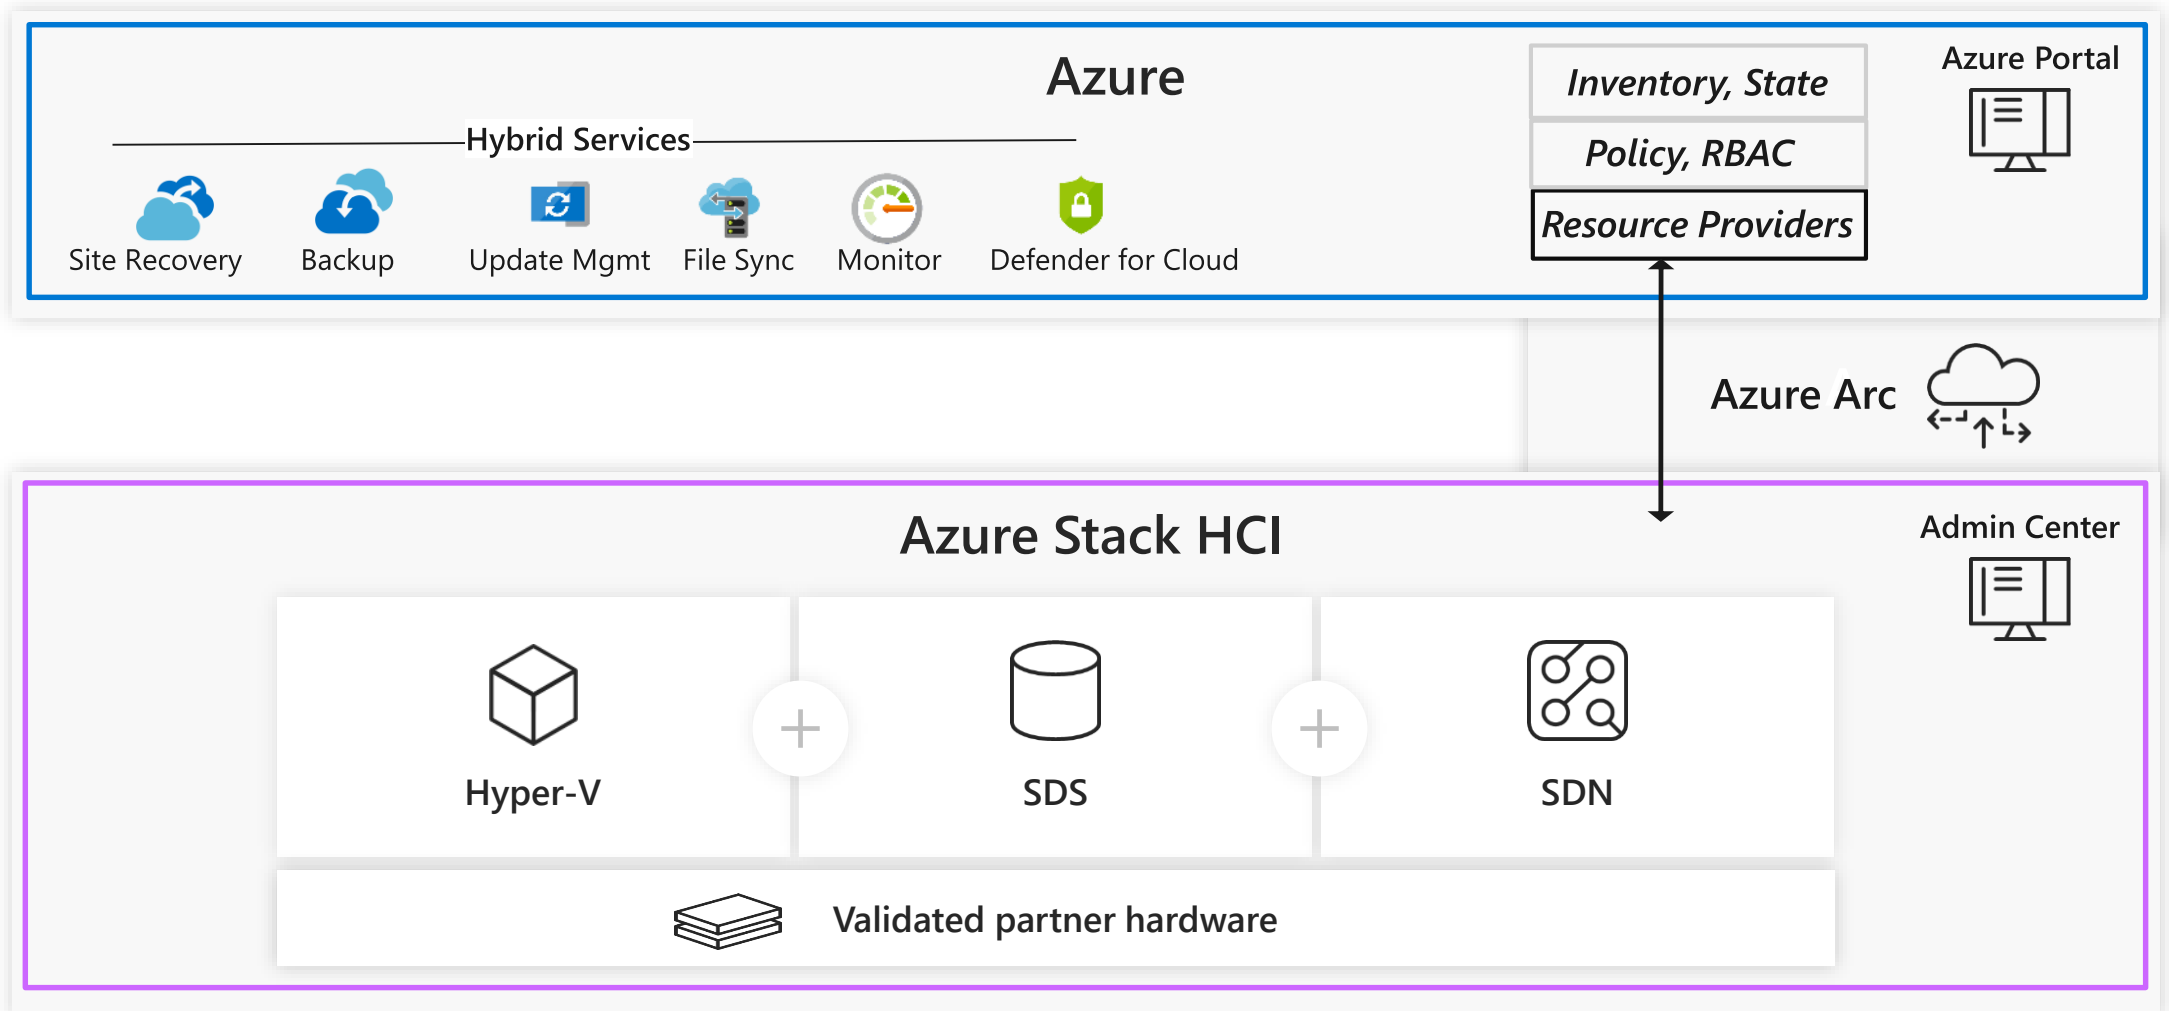 Azure
Inventory, State
Policy, RBAC
Resource Providers
Azure Portal
Hybrid Services
Site Recovery
Backup
Update Mgmt
File Sync
Monitor
Defender for Cloud
Azure Arc
Azure Stack HCI
Admin Center
Hyper-V
SDS
SDN
Validated partner hardware